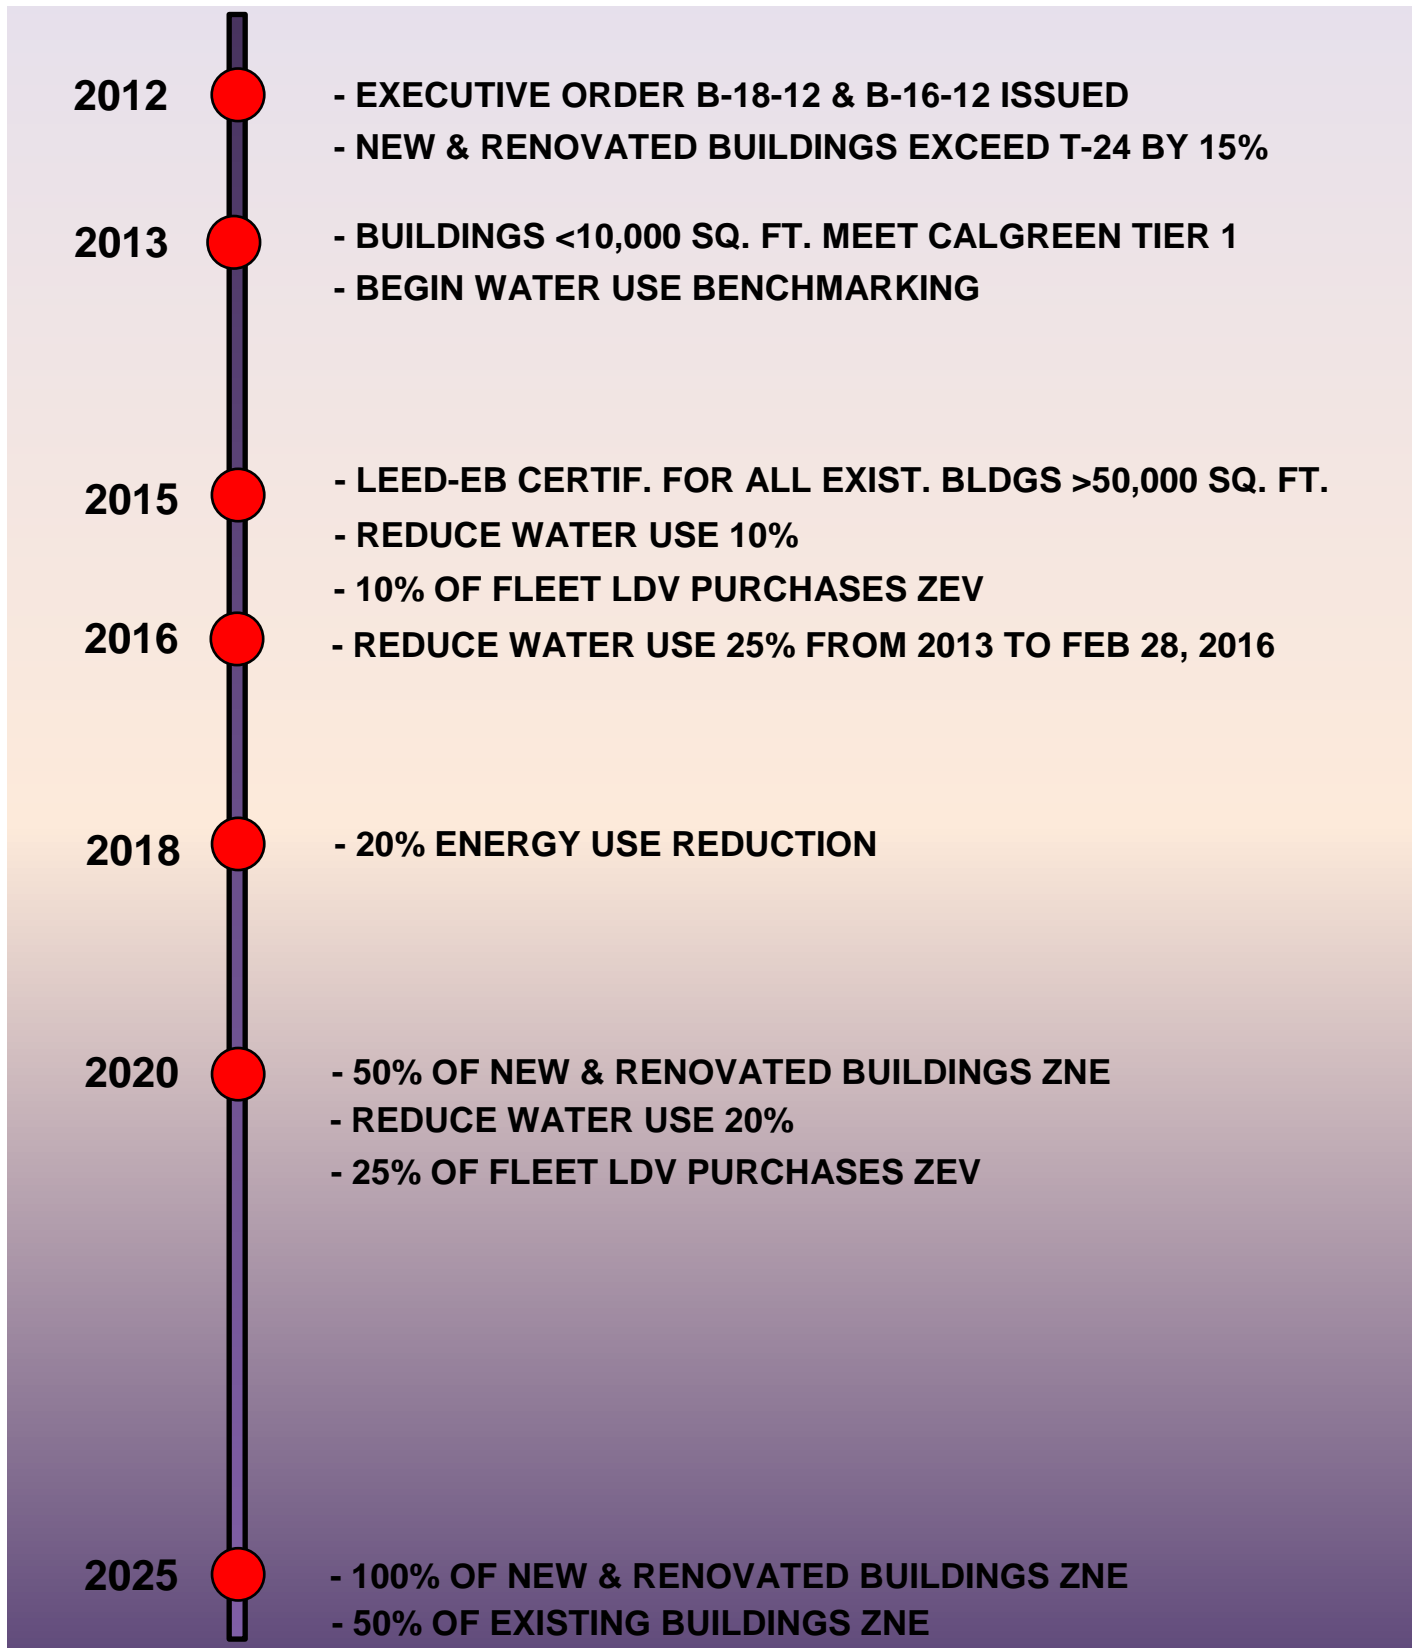 2012
- EXECUTIVE ORDER B-18-12 & B-16-12 ISSUED
- NEW & RENOVATED BUILDINGS EXCEED T-24 BY 15%
2013
- BUILDINGS <10,000 SQ. FT. MEET CALGREEN TIER 1
- BEGIN WATER USE BENCHMARKING
2015
- LEED-EB CERTIF. FOR ALL EXIST. BLDGS >50,000 SQ. FT.
- REDUCE WATER USE 10%
- 10% OF FLEET LDV PURCHASES ZEV
2016
- REDUCE WATER USE 25% FROM 2013 TO FEB 28, 2016
2018
- 20% ENERGY USE REDUCTION
2020
- 50% OF NEW & RENOVATED BUILDINGS ZNE
- REDUCE WATER USE 20%
- 25% OF FLEET LDV PURCHASES ZEV
2025
- 100% OF NEW & RENOVATED BUILDINGS ZNE
- 50% OF EXISTING BUILDINGS ZNE